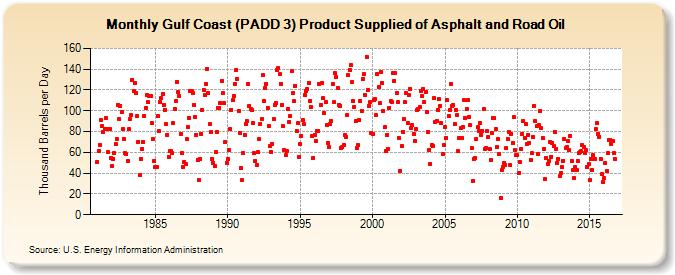 Monthly Gulf Coast (PADD 3) Product Supplied of Asphalt and Road Oil
Thousand Barrels per Day
160
140
120
100
80
60
40
20
0
1985 1990 1995 2000 2005 2010 2015
Source: U.S. Energy Information Administration